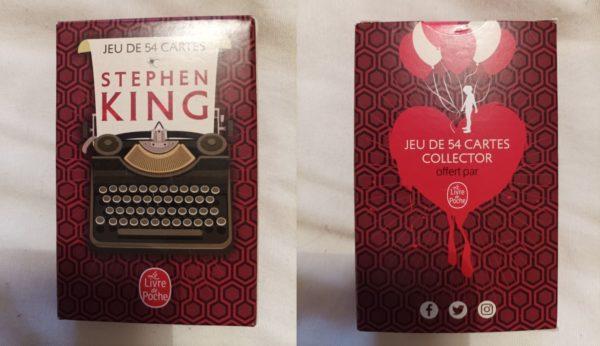 JEU DE 54 CARTES
STEPHEN
KING
Le
Livre
de
Poche
JEU DE 54 CARTES
COLLECTOR
offert par
Le
Livre
de
Poche